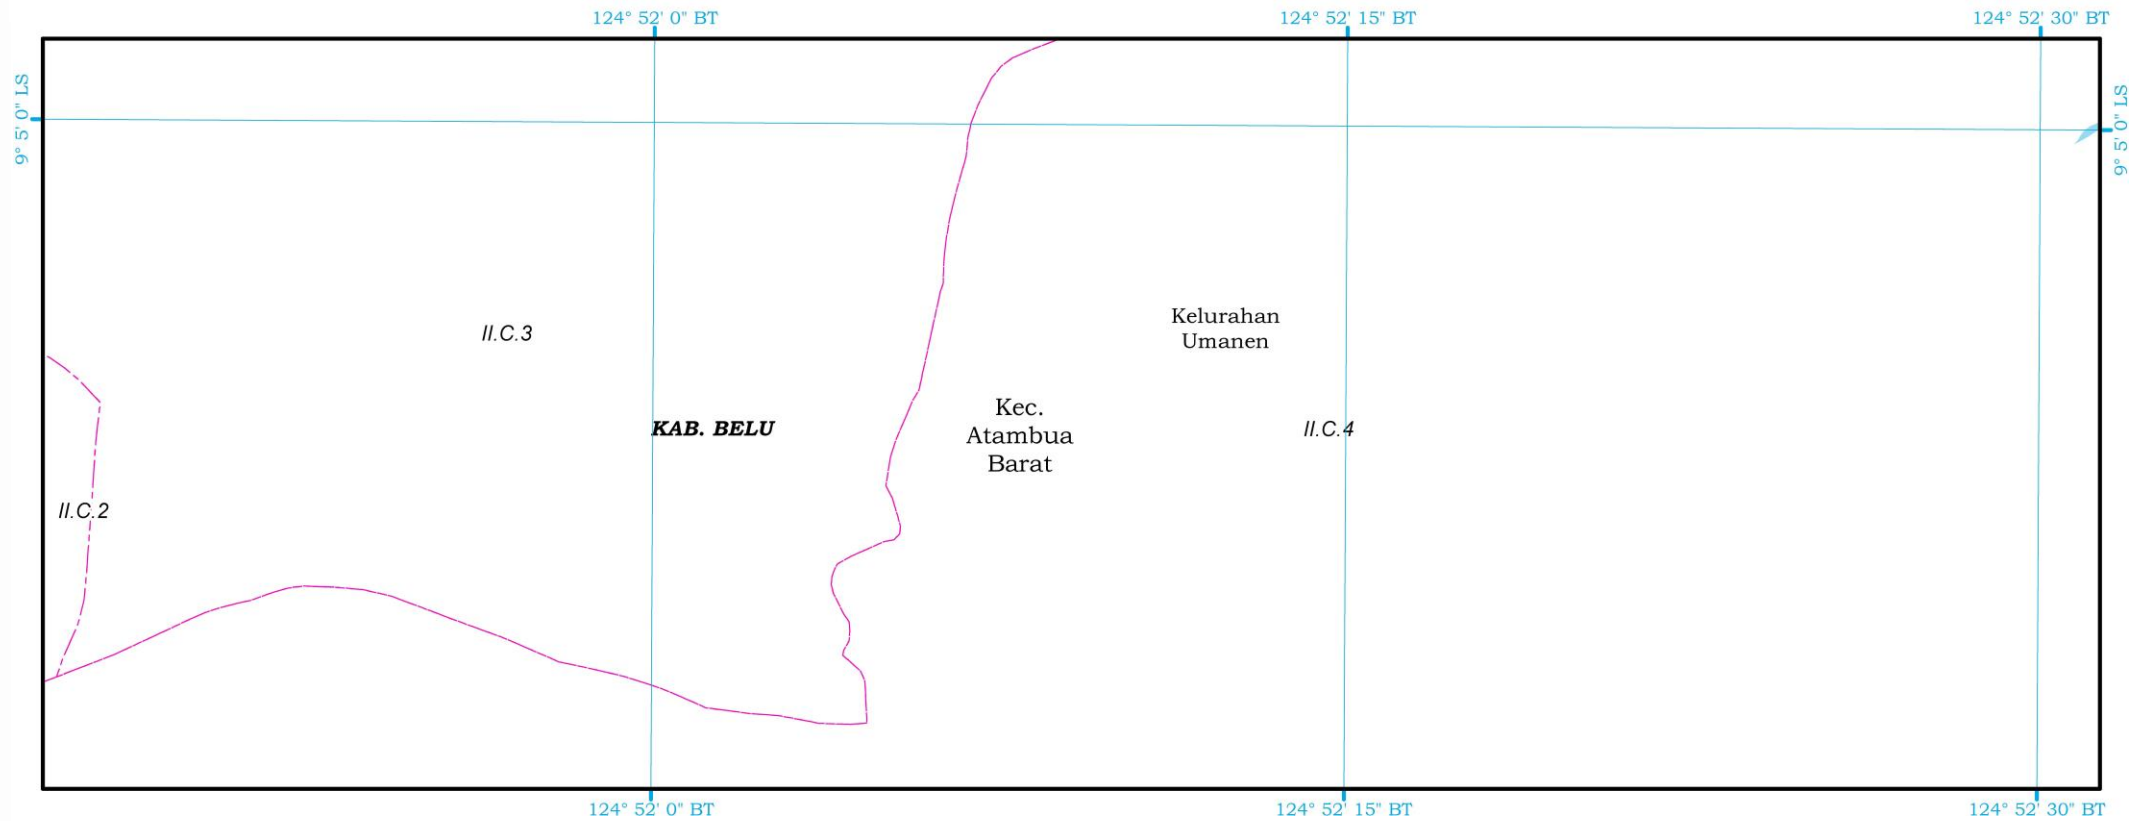 124° 52' 0" BT
124° 52' 15" BT
124° 52' 30" BT
9° 5' 0" LS
9° 5' 0" LS
Kelurahan
Umanen
II.C.3
Kec.
Atambua
Barat
KAB. BELU
II.C.4
II.C.2
124° 52' 0" BT
124° 52' 15" BT
124° 52' 30" BT